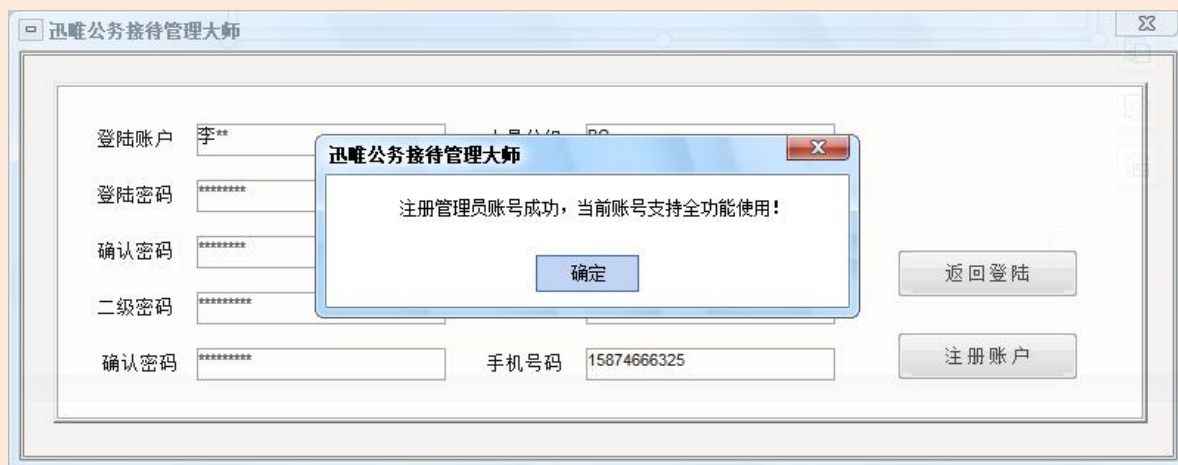 迅唯公务接待管理大师
登陆账户 李**
登陆密码 ********
确认密码 ********
二级密码 *********
确认密码 *********
手机号码 15874666325
迅唯公务接待管理大师
注册管理员账号成功，当前账号支持全功能使用！
确定
返回登陆
注册账户